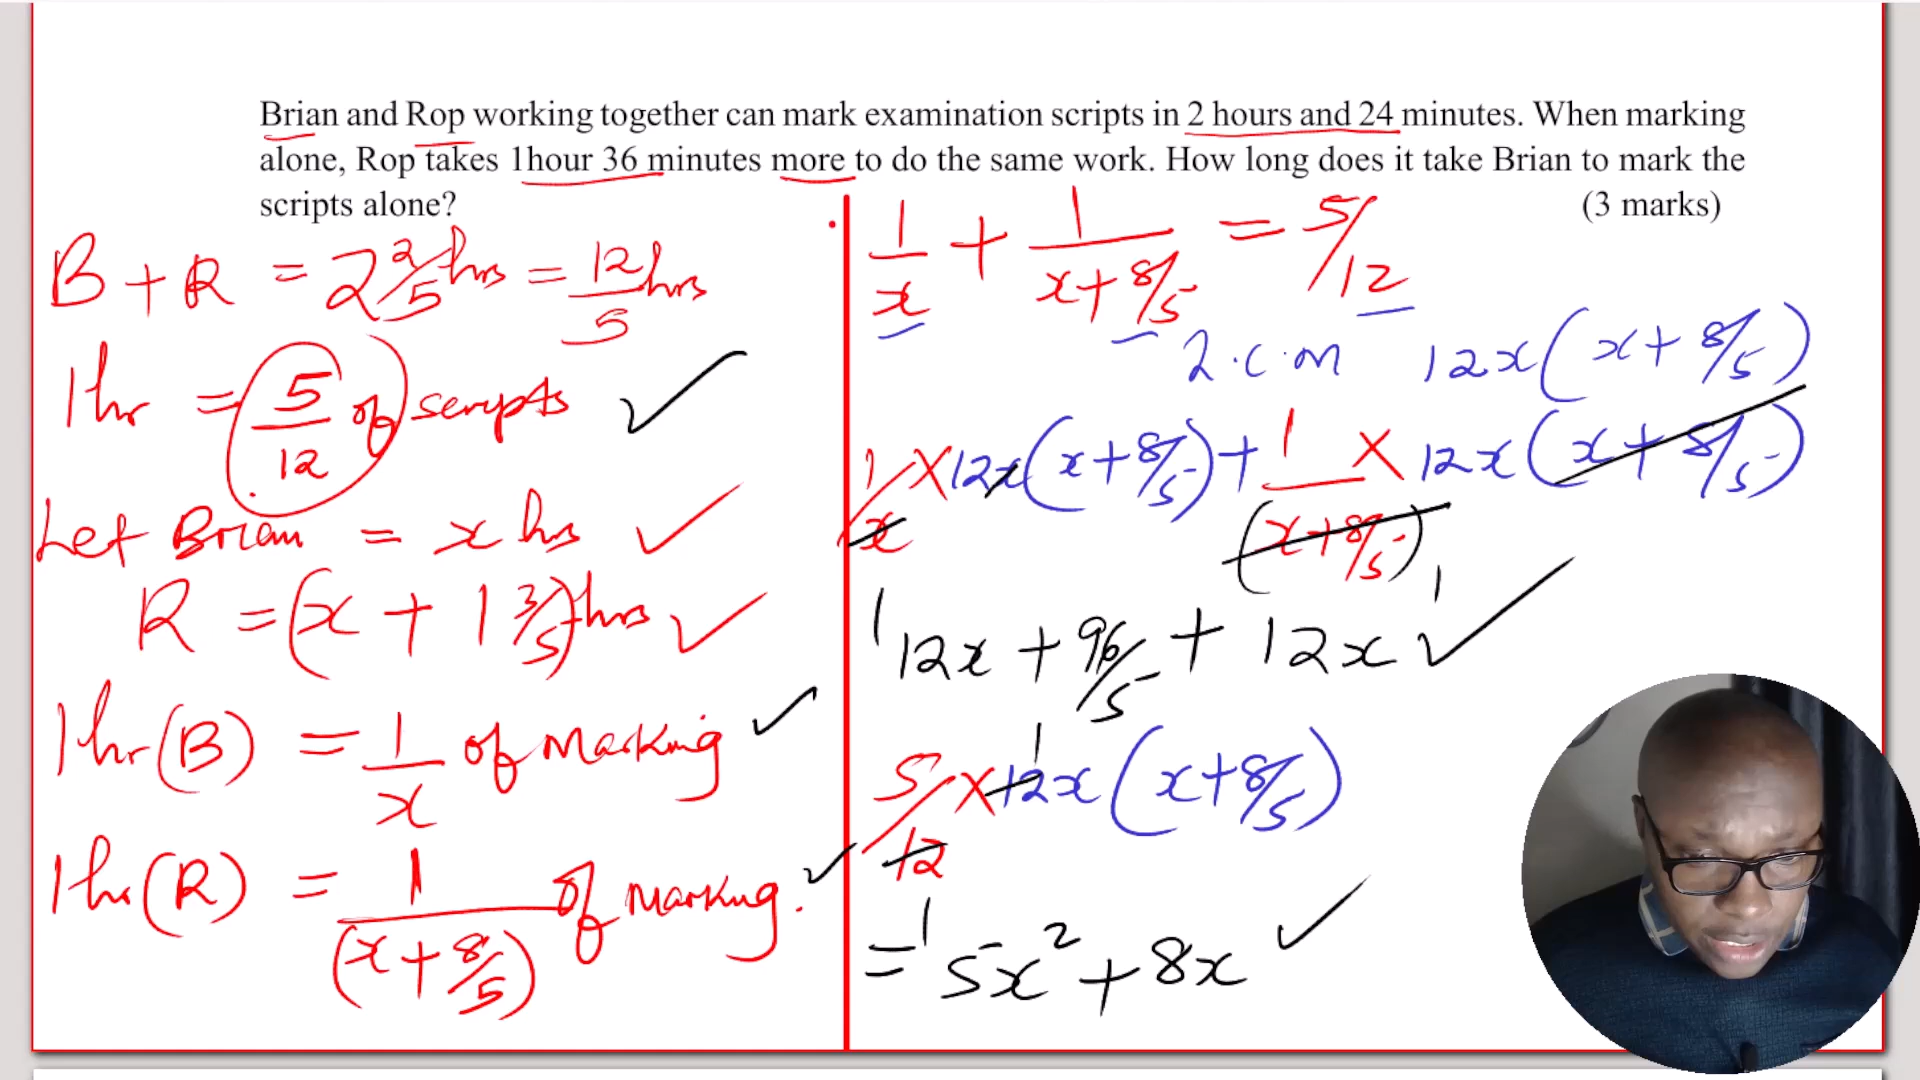 Brian and Rop working together can mark examination scripts in 2 hours and 24 minutes. When marking
alone, Rop takes 1hour 36 minutes more to do the same work. How long does it take Brian to mark the
scripts alone? (3 marks)
B + R = 2 2/5 hrs = 12/5 hrs
1hr = 5/12 of scripts ✓
Let Brian = x hrs ✓
R = (x + 1 3/5) hrs ✓
1hr (B) = 1/x of marking ✓
1hr (R) = 1/(x + 8/5) of marking. ✓
1/x + 1/(x + 8/5) = 5/12
L.C.M 12x(x + 8/5)
1/x × 12x(x + 8/5) + 1/(x + 8/5) × 12x(x + 8/5)
1 12x + 96/5 + 12x 1 ✓
5/12 × 12x(x + 8/5) 1
= 1 5x² + 8x ✓